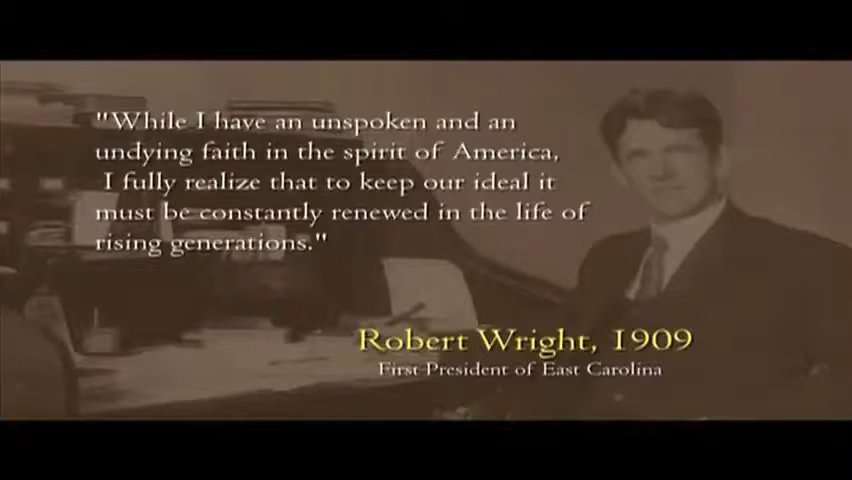 "While I have an unspoken and an
undying faith in the spirit of America,
I fully realize that to keep our ideal it
must be constantly renewed in the life of
rising generations."
Robert Wright, 1909
First President of East Carolina